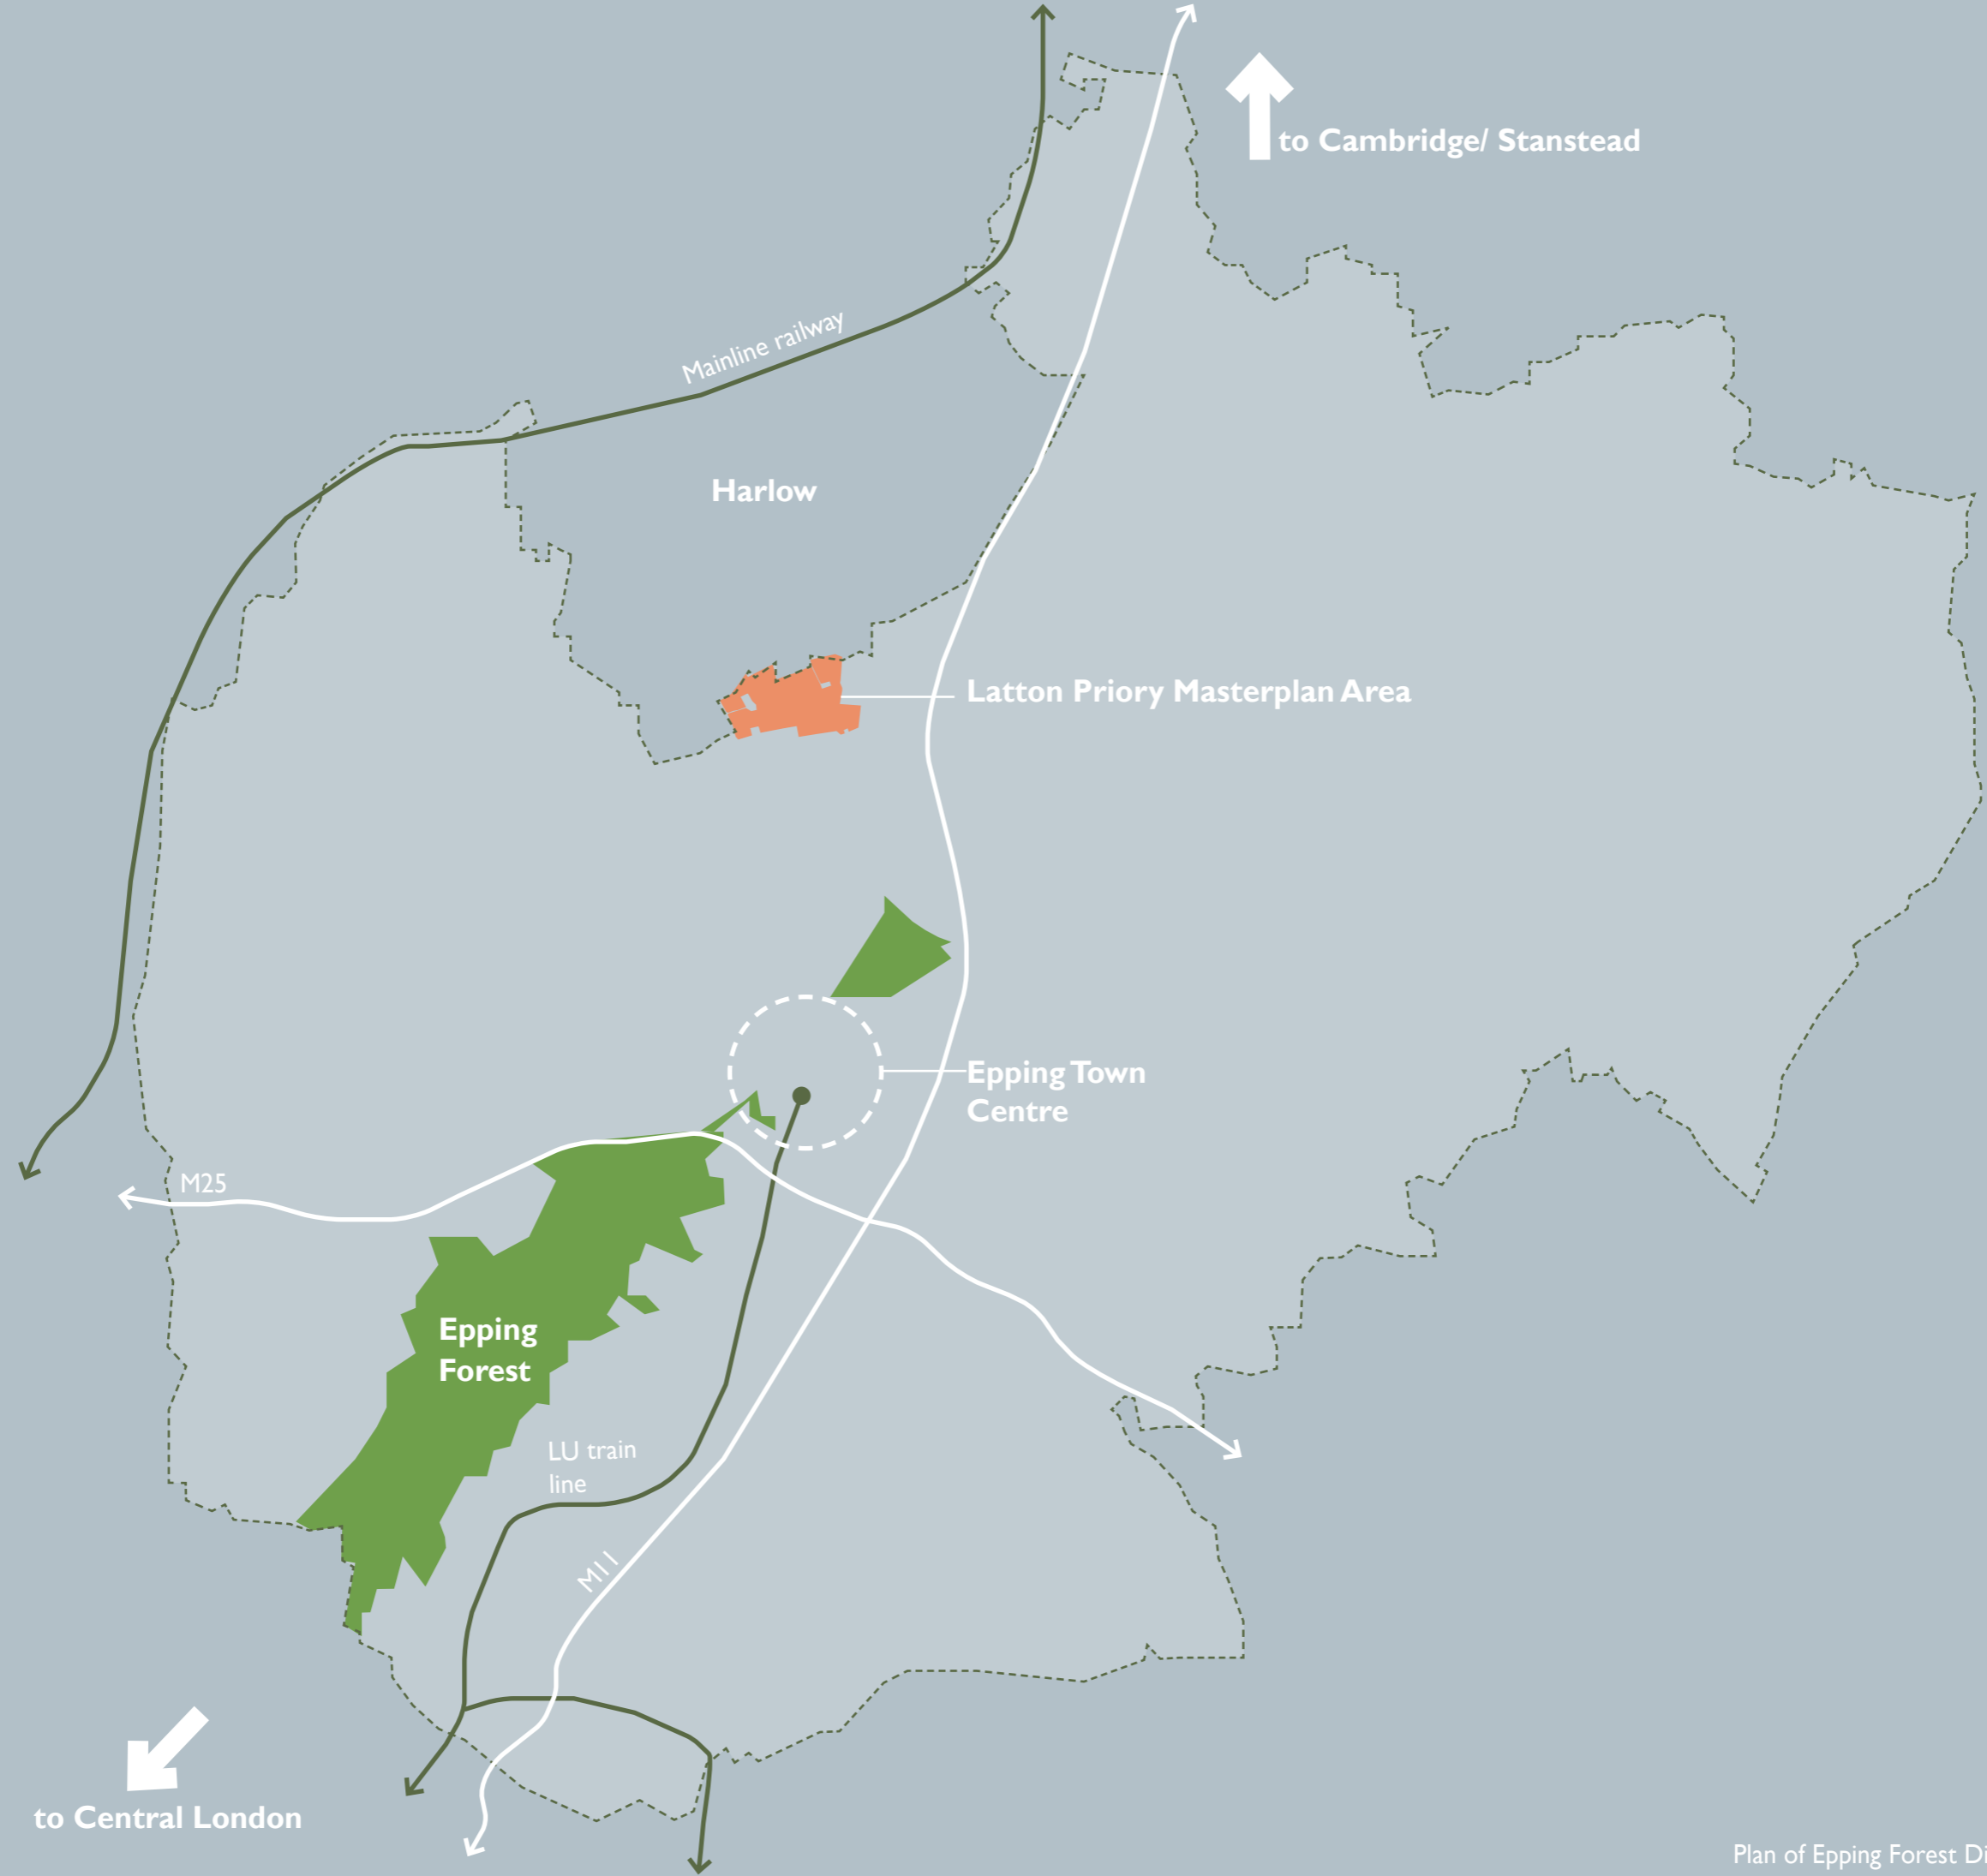 to Cambridge/ Stanstead
Mainline railway
Harlow
Latton Priory Masterplan Area
Epping Town
Centre
M25
Epping
Forest
LU train
line
M11
to Central London
Plan of Epping Forest Di